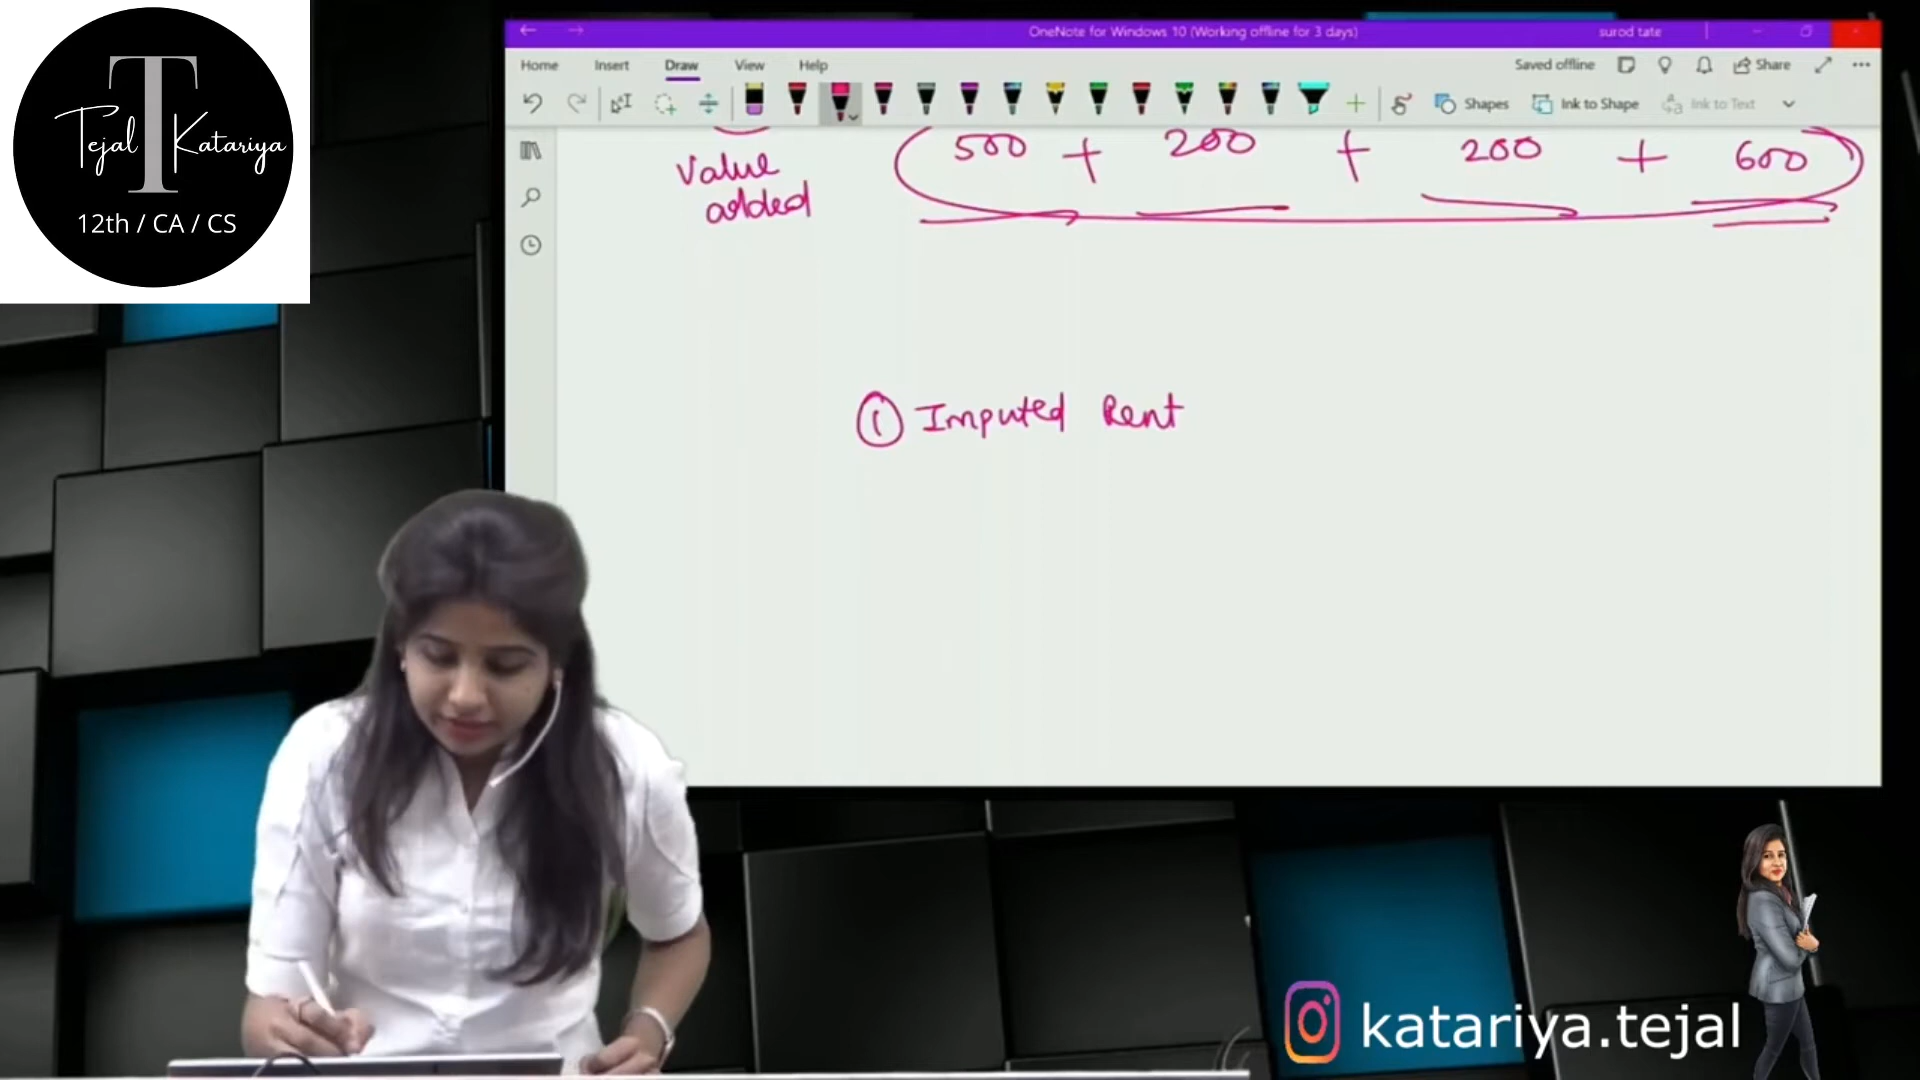 Tejal Katariya
12th / CA / CS
OneNote for Windows 10 (Working offline for 3 days)
surod tate
Home Insert Draw View Help
Saved offline
Share
Shapes
Ink to Shape
Ink to Text
500 + 200 + 200 + 600
Value
added
① Imputed Rent
katariya.tejal